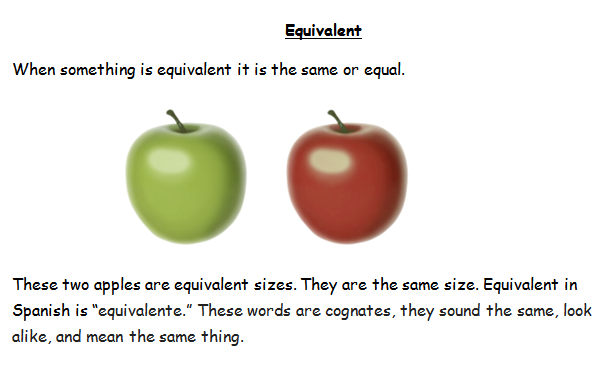 Equivalent
When something is equivalent it is the same or equal.
These two apples are equivalent sizes. They are the same size. Equivalent in
Spanish is “equivalente.” These words are cognates, they sound the same, look
alike, and mean the same thing.